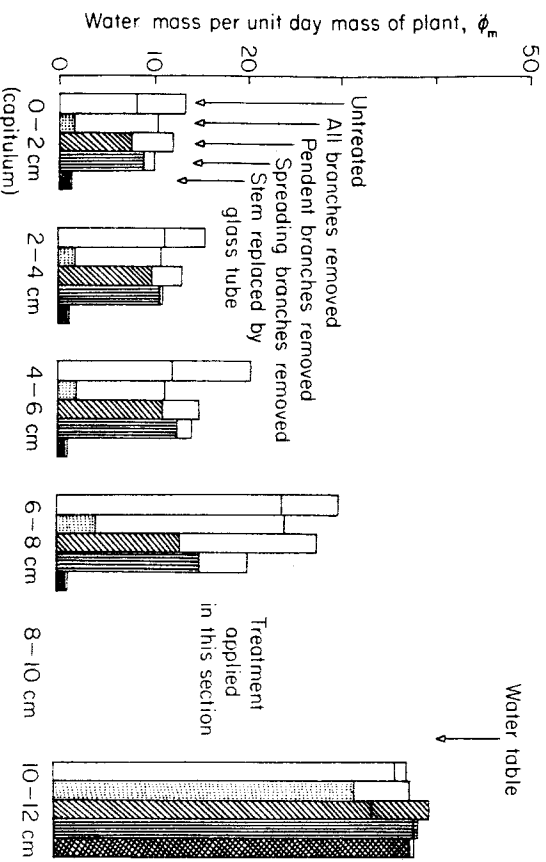 Water mass per unit day mass of plant, φ̈m
50
20
10
0
Untreated
All branches removed
Pendent branches removed
Spreading branches removed
Stem replaced by
glass tube
Treatment
applied
in this section
Water table
0–2 cm
(capitulum)
2–4 cm
4–6 cm
6–8 cm
8–10 cm
10–12 cm